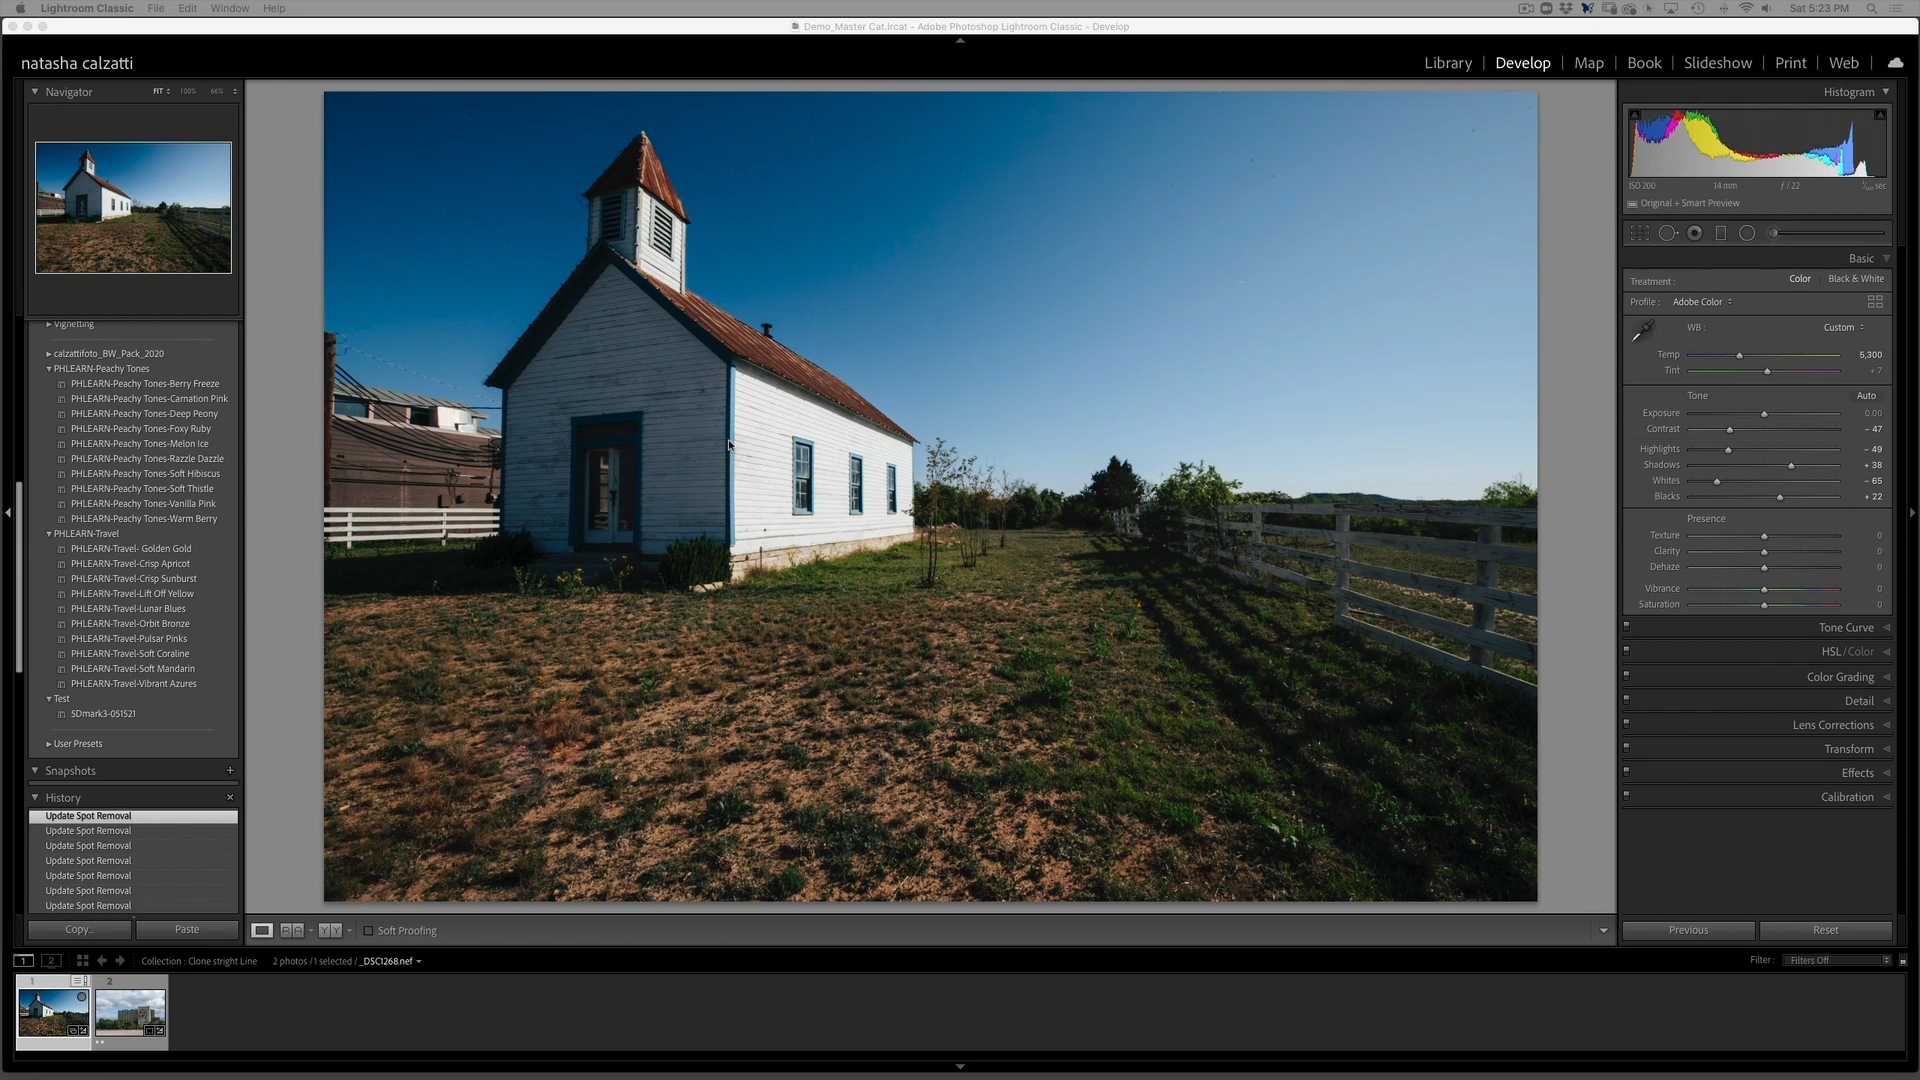 Lightroom Classic File Edit Window Help Sat 5:23 PM
Demo_Master Cat.lrcat - Adobe Photoshop Lightroom Classic - Develop
natasha calzatti
Library | Develop | Map | Book | Slideshow | Print | Web
Navigator FIT 100% 66%
Vignetting
calzattifoto_BW_Pack_2020
PHLEARN-Peachy Tones
PHLEARN-Peachy Tones-Berry Freeze
PHLEARN-Peachy Tones-Carnation Pink
PHLEARN-Peachy Tones-Deep Peony
PHLEARN-Peachy Tones-Foxy Ruby
PHLEARN-Peachy Tones-Melon Ice
PHLEARN-Peachy Tones-Razzle Dazzle
PHLEARN-Peachy Tones-Soft Hibiscus
PHLEARN-Peachy Tones-Soft Thistle
PHLEARN-Peachy Tones-Vanilla Pink
PHLEARN-Peachy Tones-Warm Berry
PHLEARN-Travel
PHLEARN-Travel- Golden Gold
PHLEARN-Travel-Crisp Apricot
PHLEARN-Travel-Crisp Sunburst
PHLEARN-Travel-Lift Off Yellow
PHLEARN-Travel-Lunar Blues
PHLEARN-Travel-Orbit Bronze
PHLEARN-Travel-Pulsar Pinks
PHLEARN-Travel-Soft Coraline
PHLEARN-Travel-Soft Mandarin
PHLEARN-Travel-Vibrant Azures
Test
5Dmark3-051521
User Presets
Snapshots +
History
Update Spot Removal
Update Spot Removal
Update Spot Removal
Update Spot Removal
Update Spot Removal
Update Spot Removal
Update Spot Removal
Copy... Paste
Soft Proofing
Histogram
ISO 200 14 mm ƒ / 22 sec
Original + Smart Preview
Basic
Treatment : Color Black & White
Profile : Adobe Color
WB : Custom
Temp 5,300
Tint + 7
Tone Auto
Exposure 0.00
Contrast - 47
Highlights - 49
Shadows + 38
Whites - 65
Blacks + 22
Presence
Texture 0
Clarity 0
Dehaze 0
Vibrance 0
Saturation 0
Tone Curve
HSL / Color
Color Grading
Detail
Lens Corrections
Transform
Effects
Calibration
Previous Reset
1 2 Collection : Clone stright Line 2 photos / 1 selected / _DSC1268.nef Filter : Filters Off
1 2